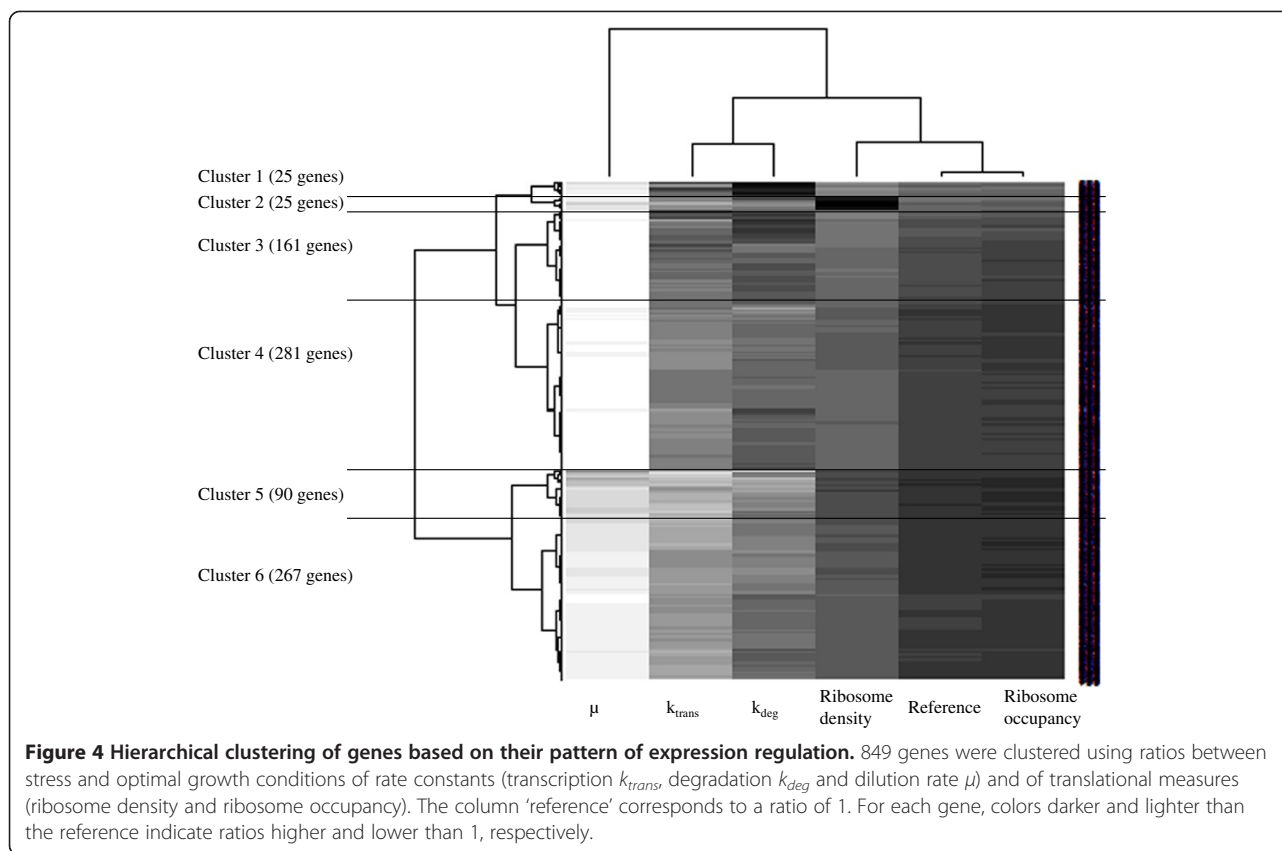 Cluster 1 (25 genes)
Cluster 2 (25 genes)
Cluster 3 (161 genes)
Cluster 4 (281 genes)
Cluster 5 (90 genes)
Cluster 6 (267 genes)
μ
k_trans
k_deg
Ribosome density
Reference
Ribosome occupancy
Figure 4 Hierarchical clustering of genes based on their pattern of expression regulation. 849 genes were clustered using ratios between
stress and optimal growth conditions of rate constants (transcription k_trans, degradation k_deg and dilution rate μ) and of translational measures
(ribosome density and ribosome occupancy). The column 'reference' corresponds to a ratio of 1. For each gene, colors darker and lighter than
the reference indicate ratios higher and lower than 1, respectively.